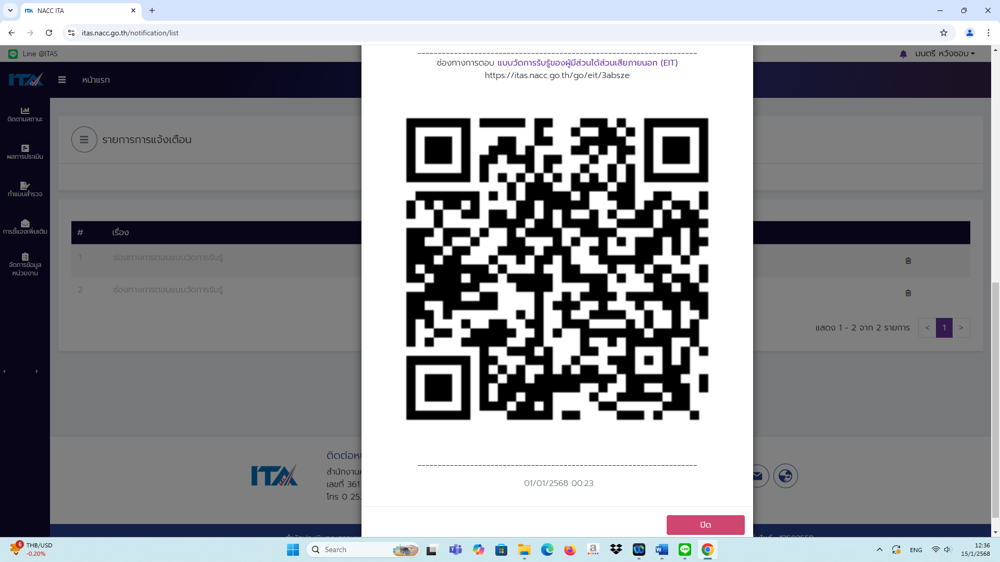 NACC ITA
itas.nacc.go.th/notification/list
Line @ITAS
มนตรี หวังชอบ
ITA
หน้าแรก
ติดตามสถานะ
ผลการประเมิน
ทำแบบสำรวจ
การชี้แจงเพิ่มเติม
จัดการข้อมูล
หน่วยงาน
รายการการแจ้งเตือน
# เรื่อง
1 ช่องทางการตอบแบบวัดการรับรู้
2 ช่องทางการตอบแบบวัดการรับรู้
แสดง 1 - 2 จาก 2 รายการ < 1 >
ช่องทางการตอบ แบบวัดการรับรู้ของผู้มีส่วนได้ส่วนเสียภายนอก (EIT)
https://itas.nacc.go.th/go/eit/3absze
01/01/2568 00:23
ปิด
ITA
ติดต่อห
สำนักงาน
เลขที่ 361
โทร 0 25
6
THB/USD
-0.20%
Search
ENG
12:36
15/1/2568